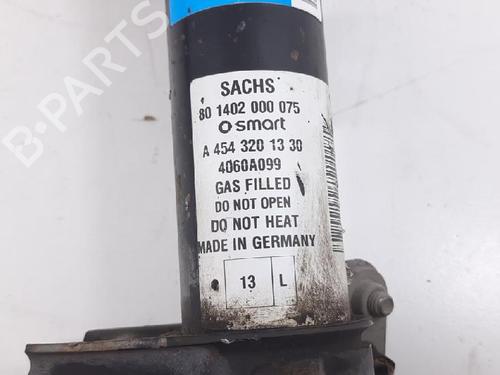 SACHS
80 1402 000 075
smart
A 454 320 13 30
4060A099
GAS FILLED
DO NOT OPEN
DO NOT HEAT
MADE IN GERMANY
13 L
B-PARTS